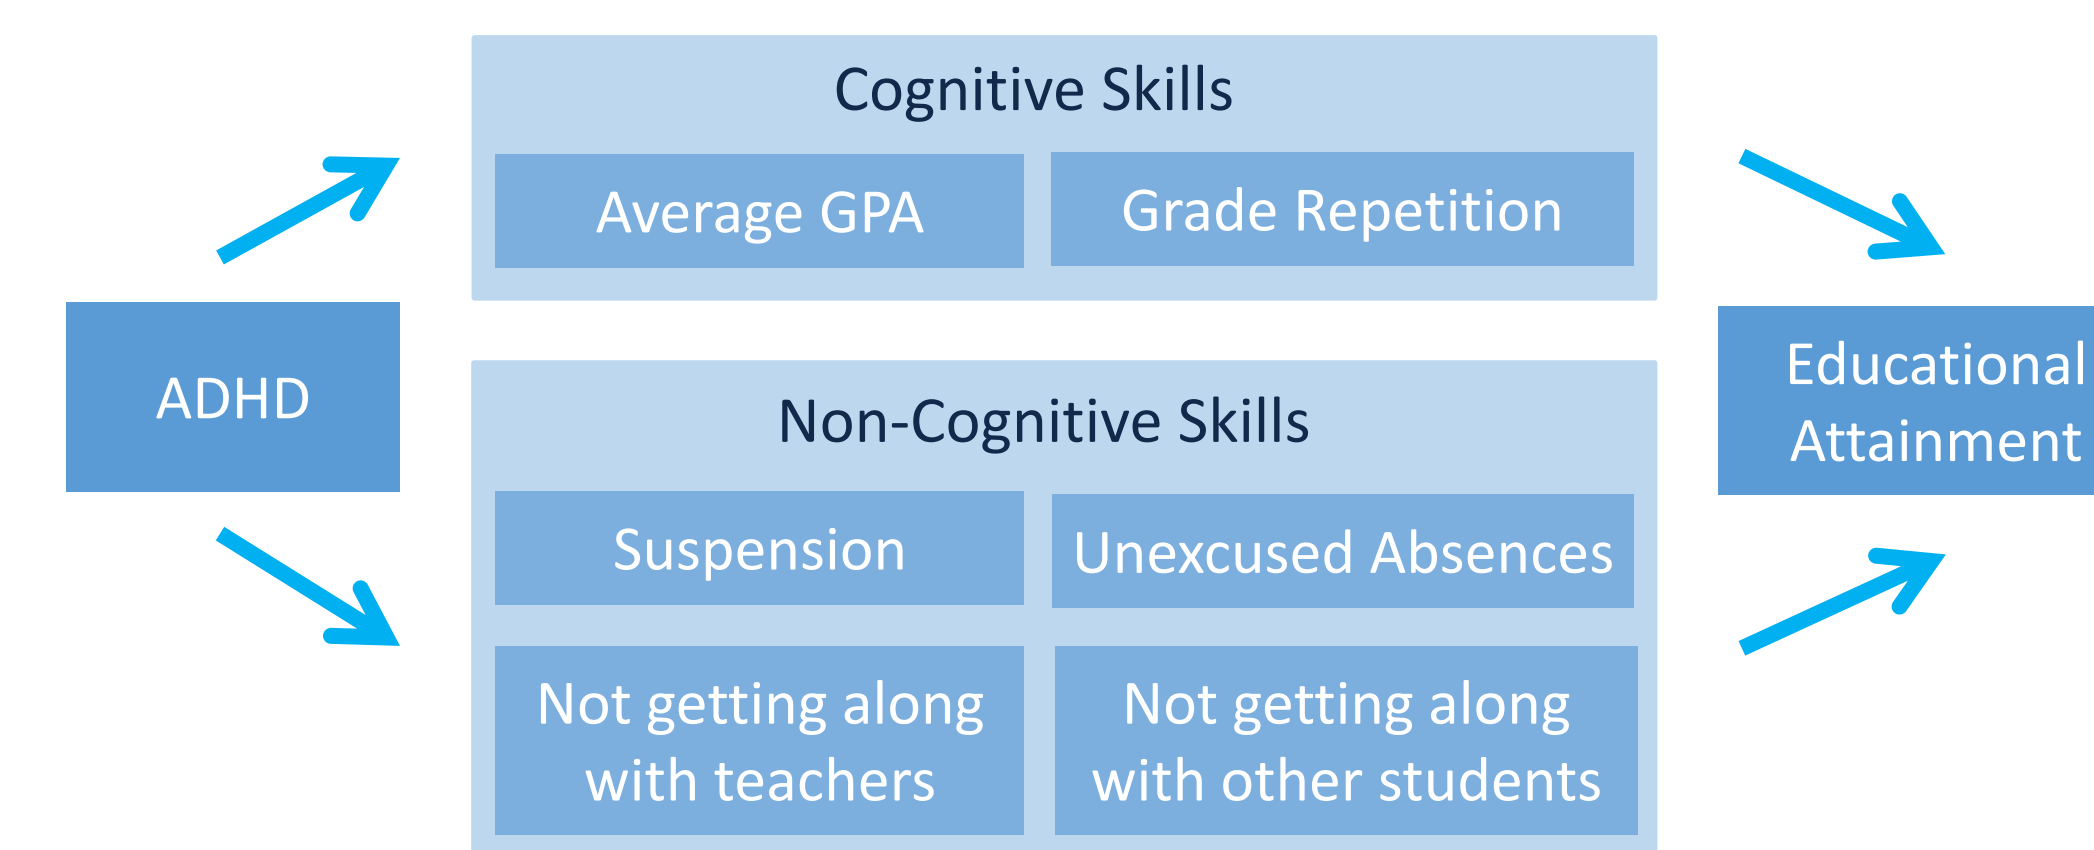 Cognitive Skills
Average GPA
Grade Repetition
ADHD
Educational
Attainment
Non-Cognitive Skills
Suspension
Unexcused Absences
Not getting along
with teachers
Not getting along
with other students